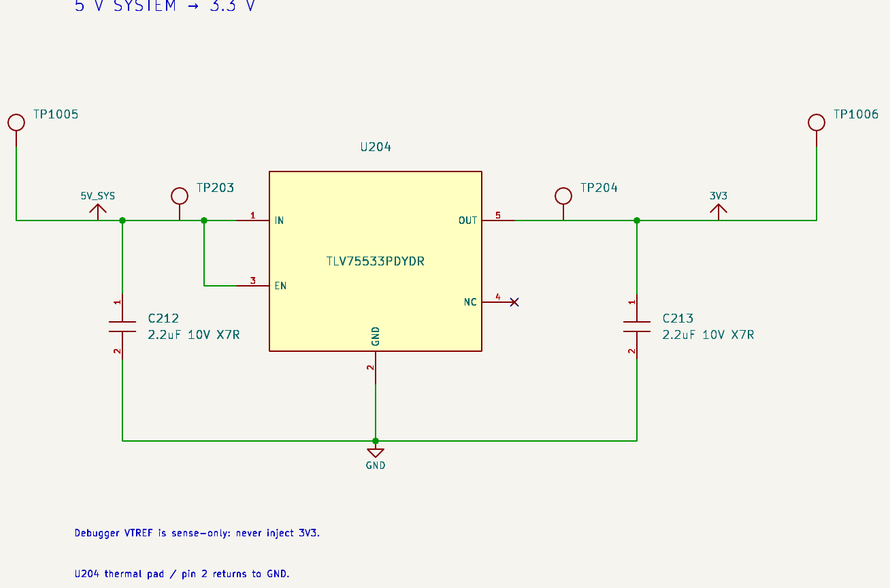 5 V SYSTEM → 3.3 V
TP1005
TP1006
U204
5V_SYS
TP203
TP204
3V3
1
IN
OUT
5
TLV75533PDYDR
3
EN
NC
4
1
C212
2.2uF 10V X7R
2
GND
2
1
C213
2.2uF 10V X7R
2
GND
Debugger VTREF is sense-only: never inject 3V3.
U204 thermal pad / pin 2 returns to GND.